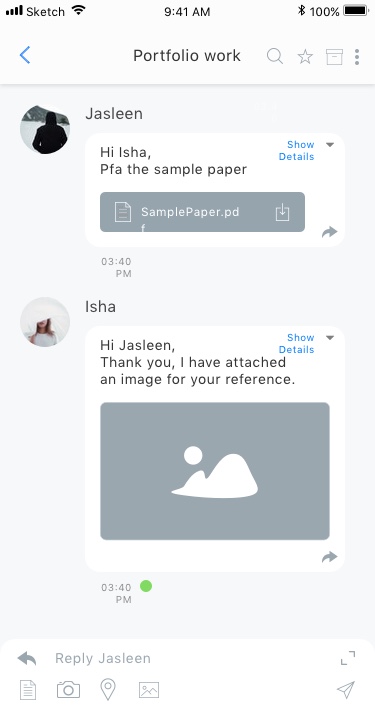 Sketch 9:41 AM 100%
Portfolio work
Jasleen
Hi Isha,
Show
Details
Pfa the sample paper
SamplePaper.pd
f
03:40
PM
Isha
Hi Jasleen,
Show
Details
Thank you, I have attached
an image for your reference.
03:40
PM
Reply Jasleen